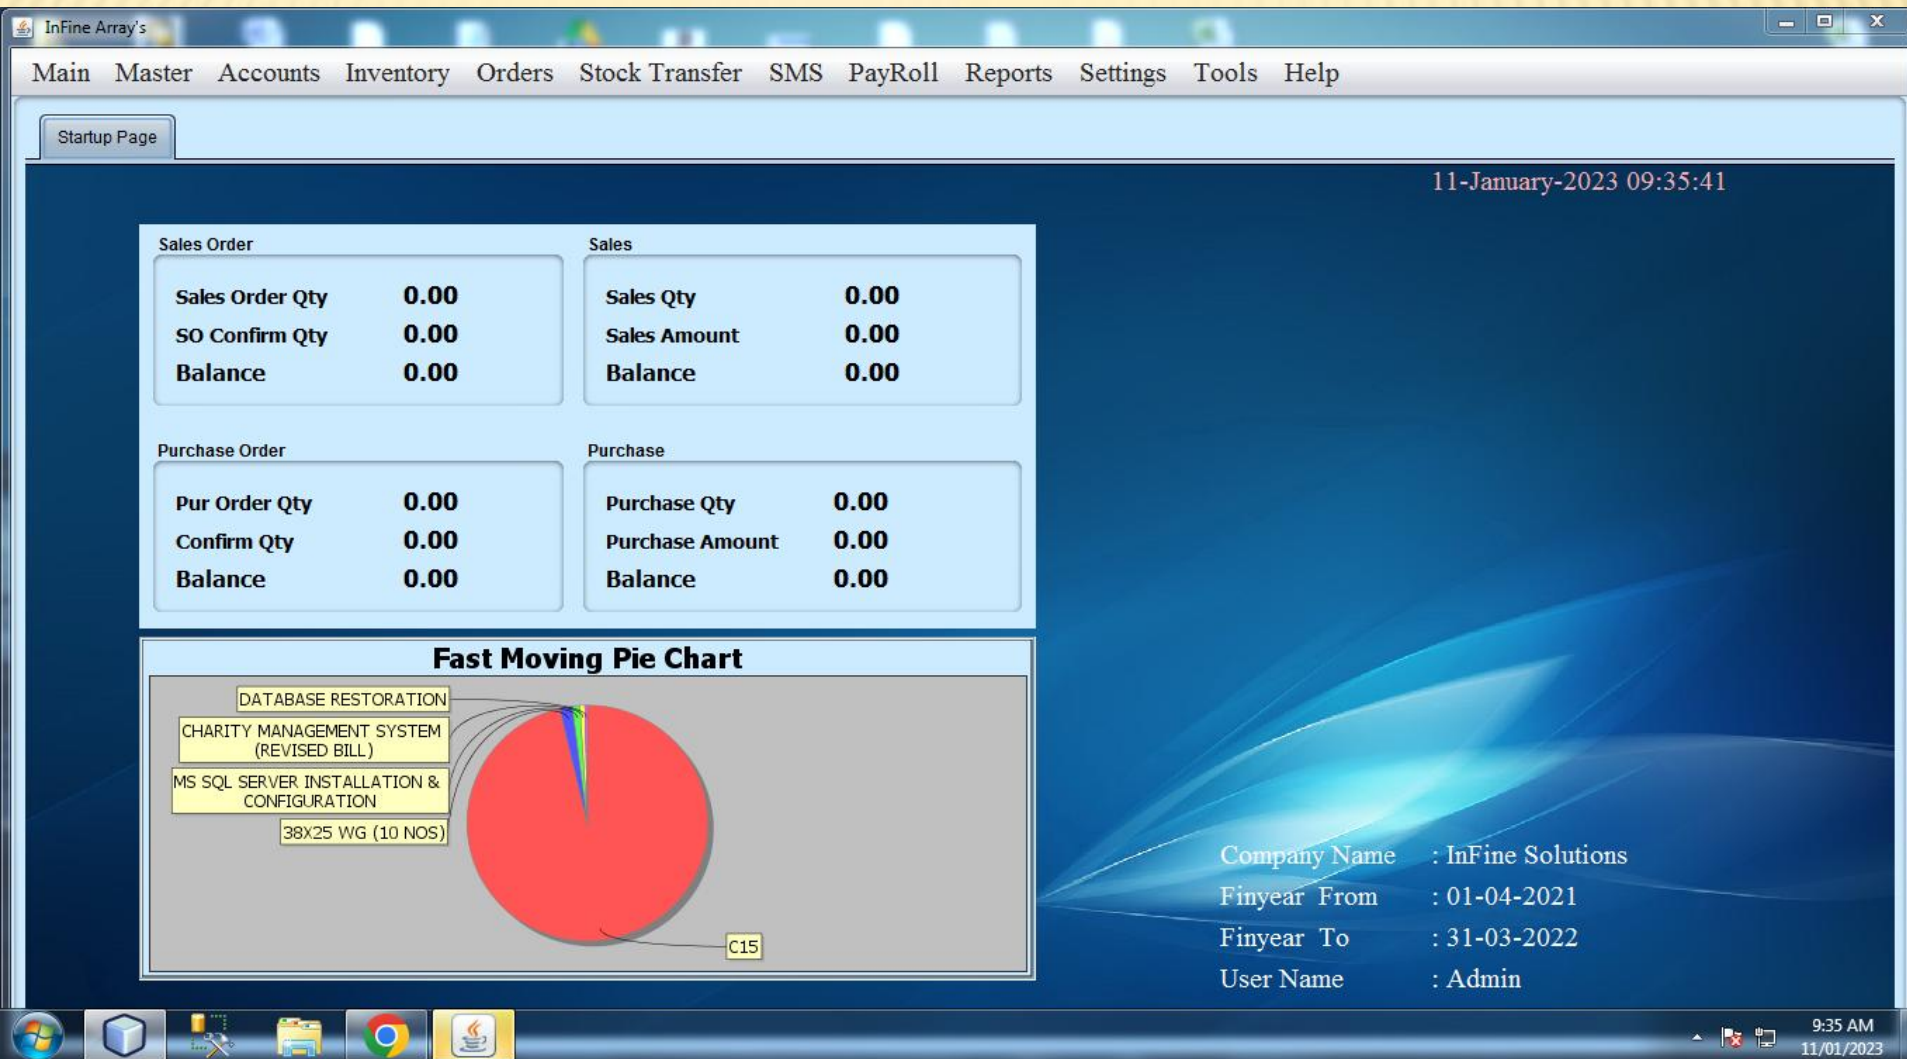 InFine Array's
Main Master Accounts Inventory Orders Stock Transfer SMS PayRoll Reports Settings Tools Help
Startup Page
11-January-2023 09:35:41
Sales Order
Sales Order Qty 0.00
SO Confirm Qty 0.00
Balance 0.00
Sales
Sales Qty 0.00
Sales Amount 0.00
Balance 0.00
Purchase Order
Pur Order Qty 0.00
Confirm Qty 0.00
Balance 0.00
Purchase
Purchase Qty 0.00
Purchase Amount 0.00
Balance 0.00
Fast Moving Pie Chart
DATABASE RESTORATION
CHARITY MANAGEMENT SYSTEM
(REVISED BILL)
MS SQL SERVER INSTALLATION &
CONFIGURATION
38X25 WG (10 NOS)
C15
Company Name : InFine Solutions
Finyear From : 01-04-2021
Finyear To : 31-03-2022
User Name : Admin
9:35 AM
11/01/2023